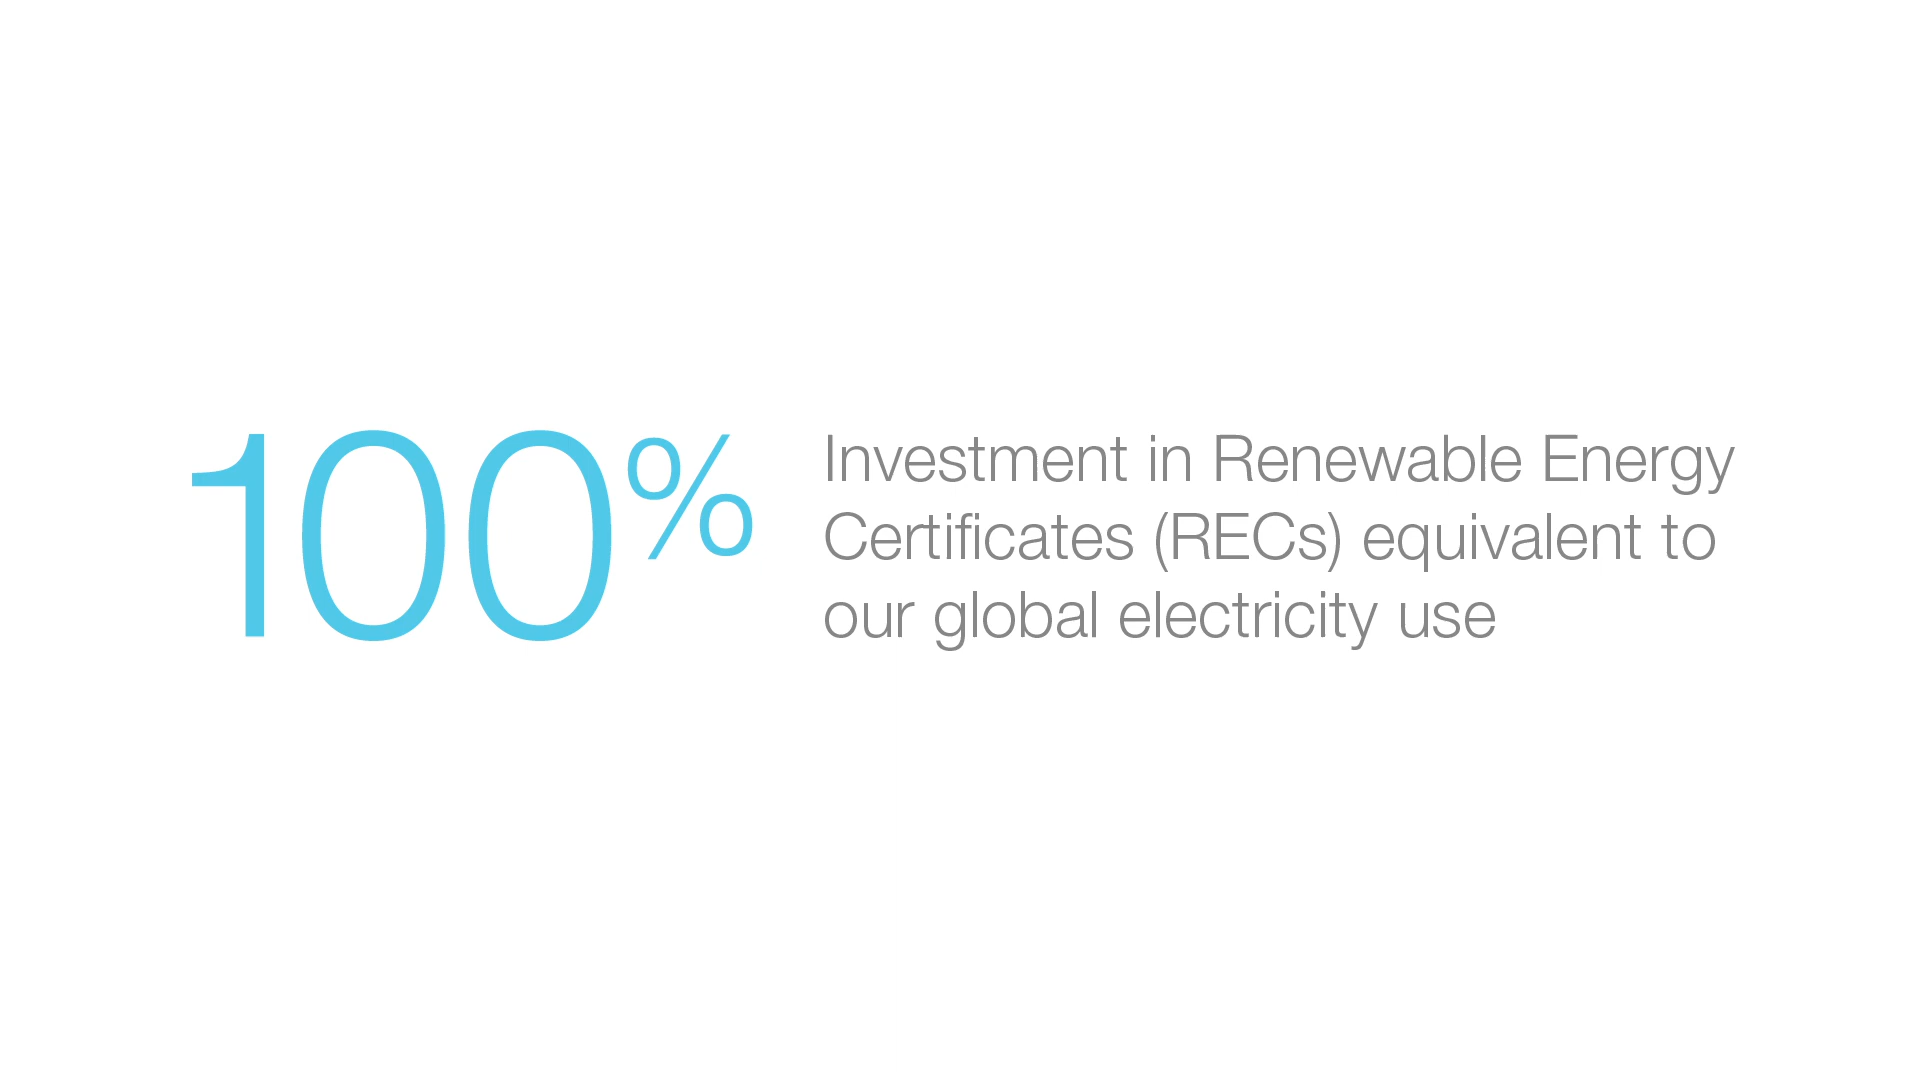 100%
Investment in Renewable Energy
Certificates (RECs) equivalent to
our global electricity use